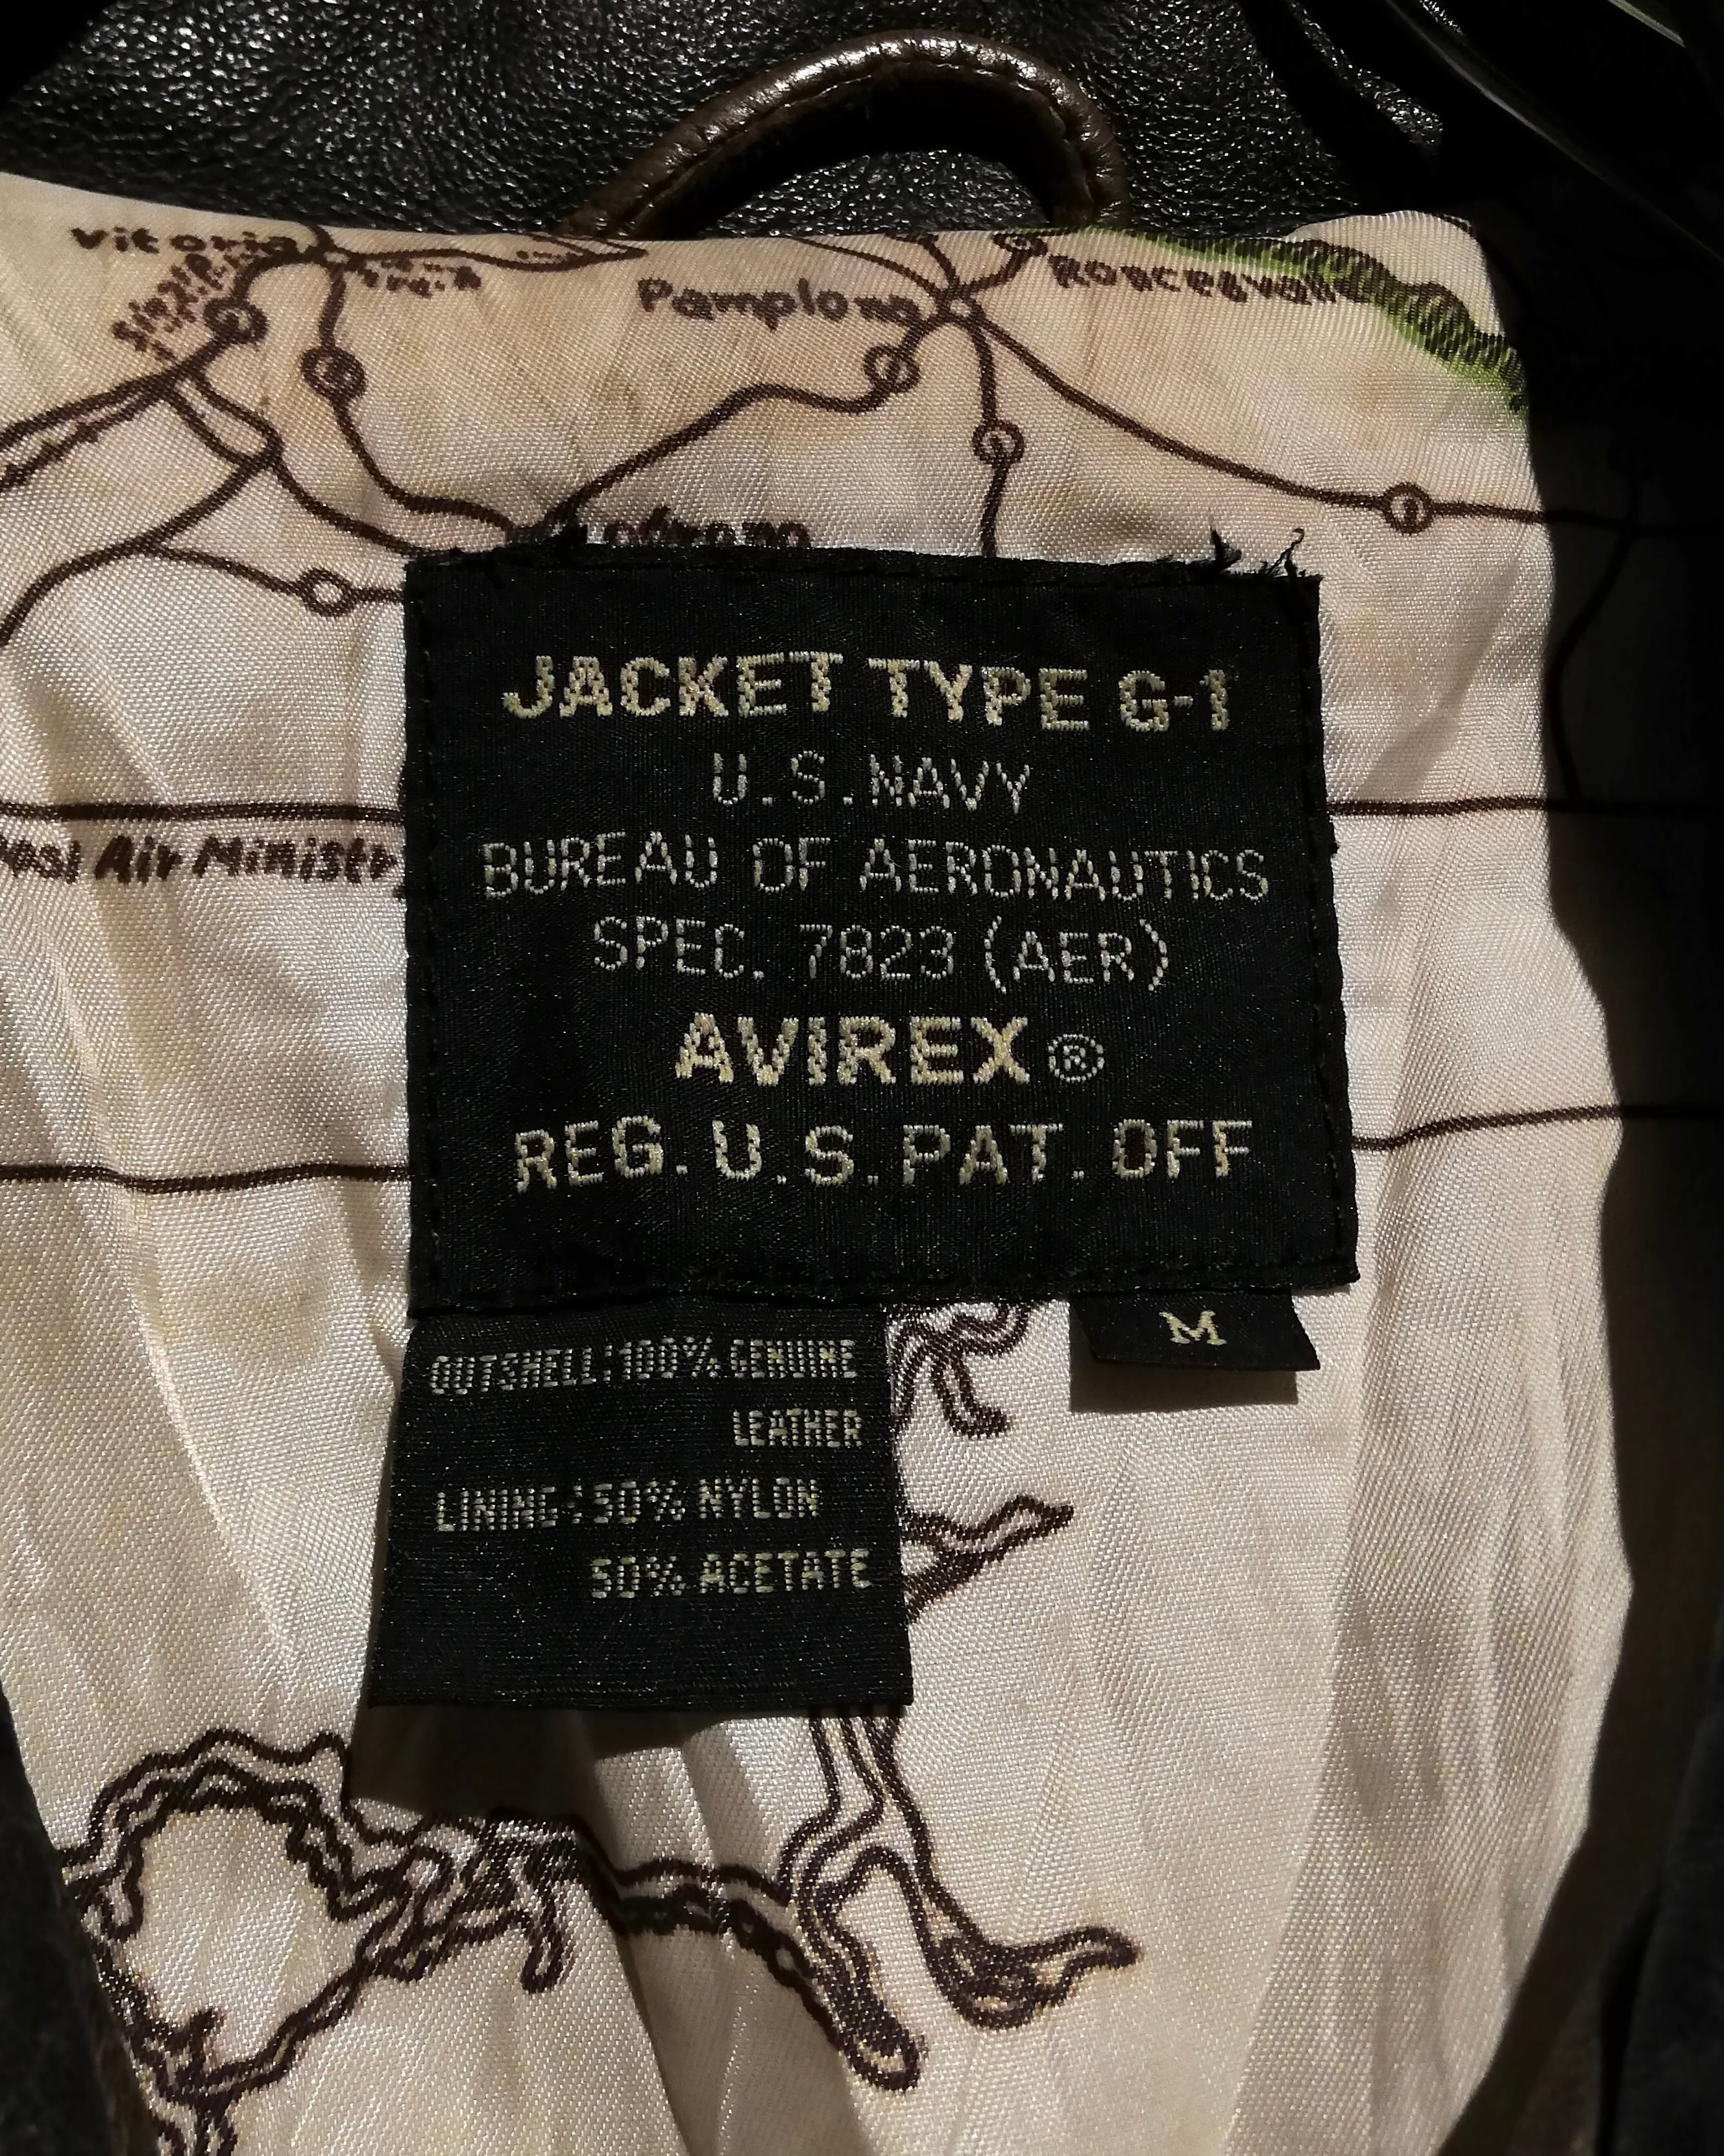 Vitoria
Pamplona
Air Ministry
JACKET TYPE G-1
U.S.NAVY
BUREAU OF AERONAUTICS
SPEC. 7823 (AER)
AVIREX®
REG. U.S. PAT. OFF
M
OUTSHELL:100% GENUINE
LEATHER
LINING:50% NYLON
50% ACETATE